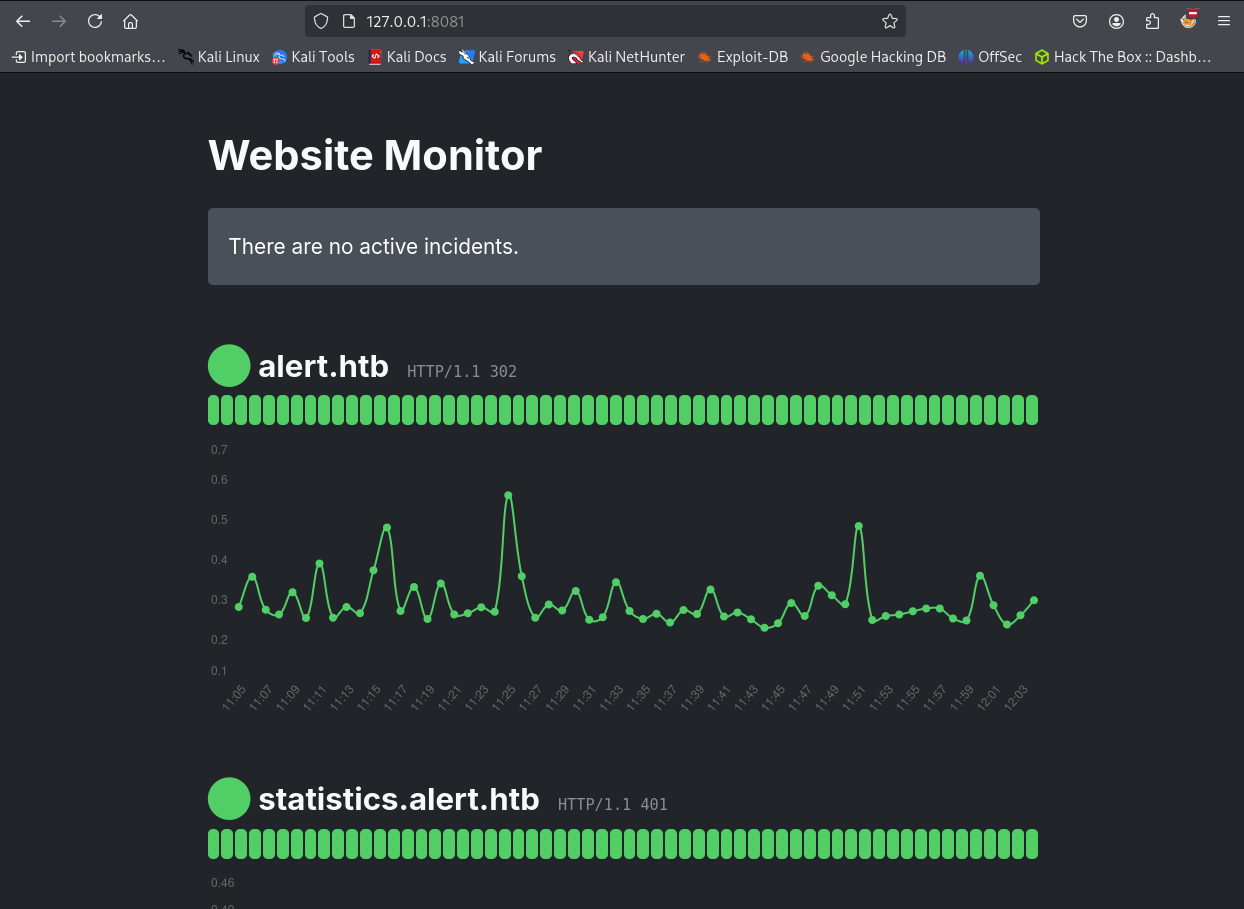 127.0.0.1:8081
Import bookmarks... Kali Linux Kali Tools Kali Docs Kali Forums Kali NetHunter Exploit-DB Google Hacking DB OffSec Hack The Box :: Dashb...
Website Monitor
There are no active incidents.
alert.htb HTTP/1.1 302
0.7
0.6
0.5
0.4
0.3
0.2
0.1
11:05 11:07 11:09 11:11 11:13 11:15 11:17 11:19 11:21 11:23 11:25 11:27 11:29 11:31 11:33 11:35 11:37 11:39 11:41 11:43 11:45 11:47 11:49 11:51 11:53 11:55 11:57 11:59 12:01 12:03
statistics.alert.htb HTTP/1.1 401
0.46